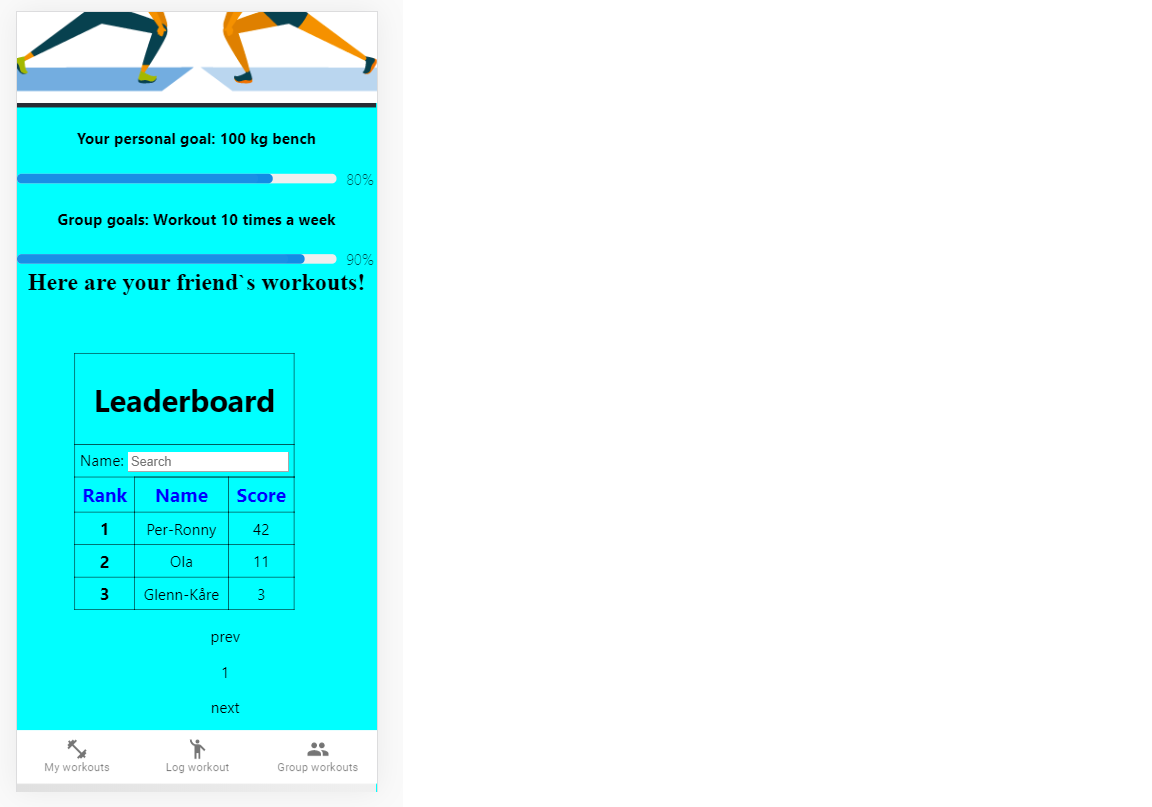 Your personal goal: 100 kg bench
80%
Group goals: Workout 10 times a week
90%
Here are your friend`s workouts!
Leaderboard
Name: Search
Rank Name Score
1 Per-Ronny 42
2 Ola 11
3 Glenn-Kåre 3
prev
1
next
My workouts Log workout Group workouts